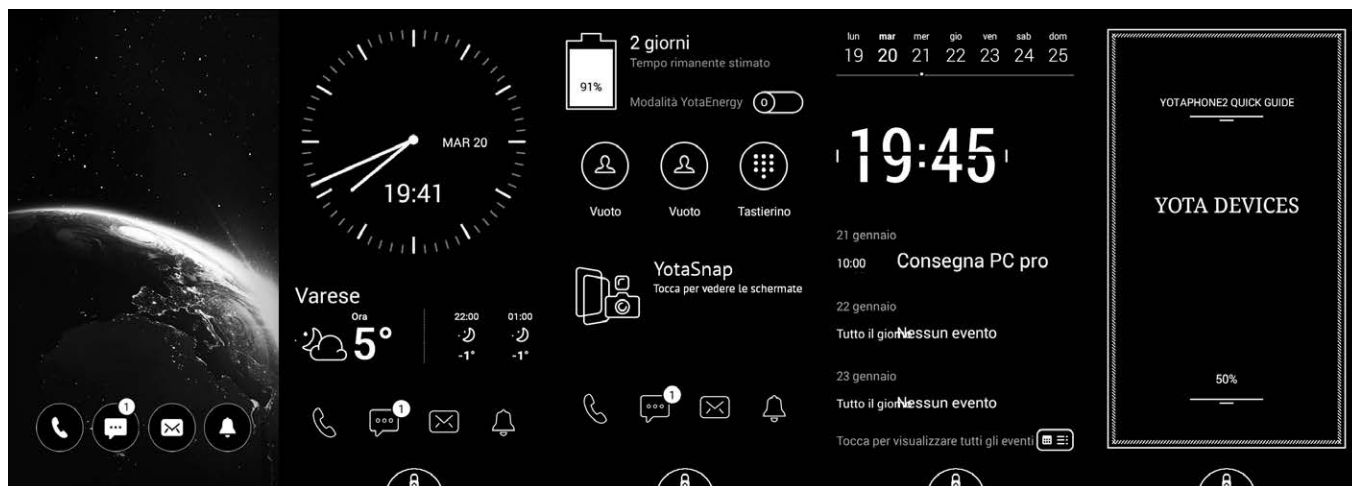 1
MAR 20
19:41
Varese
Ora
5°
22:00
01:00
-1°
-1°
1
2 giorni
Tempo rimanente stimato
91%
Modalità YotaEnergy
Vuoto
Vuoto
Tastierino
YotaSnap
Tocca per vedere le schermate
1
lun mar mer gio ven sab dom
19 20 21 22 23 24 25
19:45
21 gennaio
10:00 Consegna PC pro
22 gennaio
Tutto il giorno Nessun evento
23 gennaio
Tutto il giorno Nessun evento
Tocca per visualizzare tutti gli eventi
YOTAPHONE2 QUICK GUIDE
YOTA DEVICES
50%